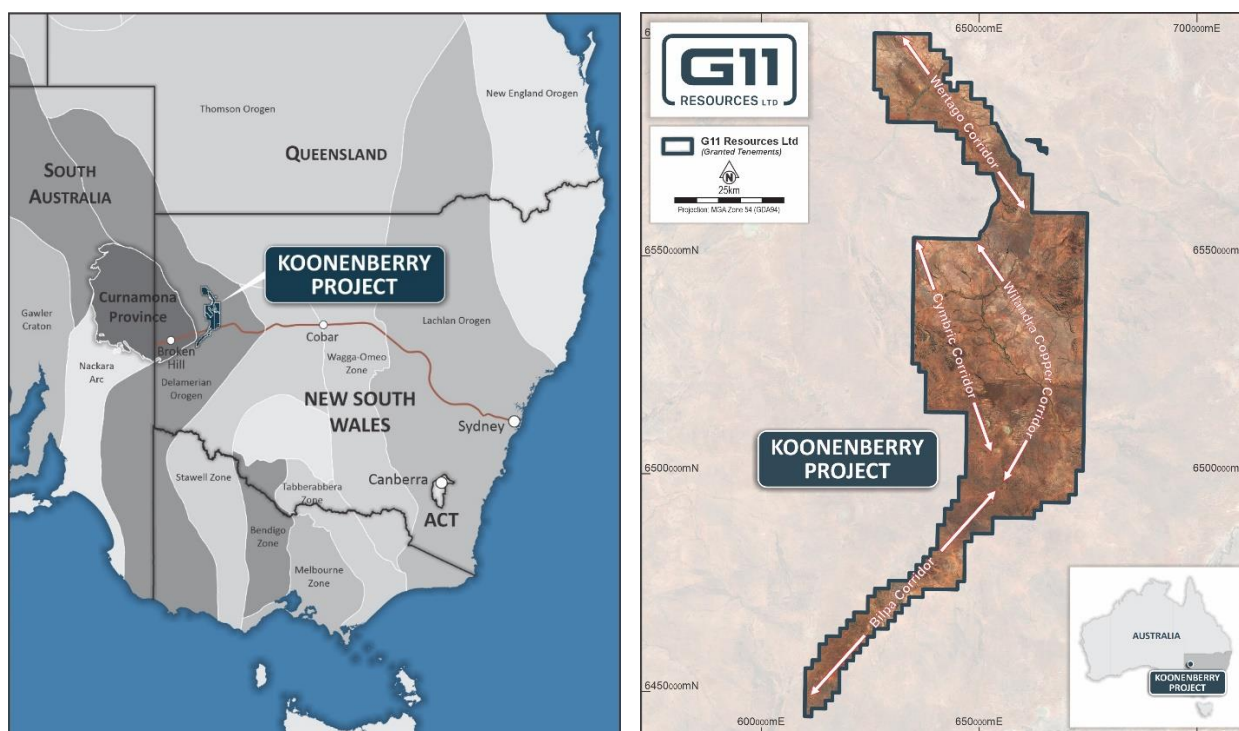 Thomson Orogen
New England Orogen
QUEENSLAND
SOUTH
AUSTRALIA
KOONENBERRY
PROJECT
Curnamona
Province
Gawler
Craton
Broken
Hill
Cobar
Lachlan Orogen
Nackara
Arc
Delamerian
Orogen
Wagga-Omeo
Zone
NEW SOUTH
WALES
Sydney
Stawell Zone
Tabberabbera
Zone
Canberra
ACT
Bendigo
Zone
Melbourne
Zone
650000mE
700000mE
G11
RESOURCES LTD
G11 Resources Ltd
(Granted Tenements)
N
25km
Projection: MGA Zone 54 (GDA94)
Wertago Corridor
6550000mN
6550000mN
Cymbric Corridor
Wilandra Copper Corridor
KOONENBERRY
PROJECT
6500000mN
6500000mN
Bilpa Corridor
AUSTRALIA
KOONENBERRY
PROJECT
6450000mN
600000mE
650000mE